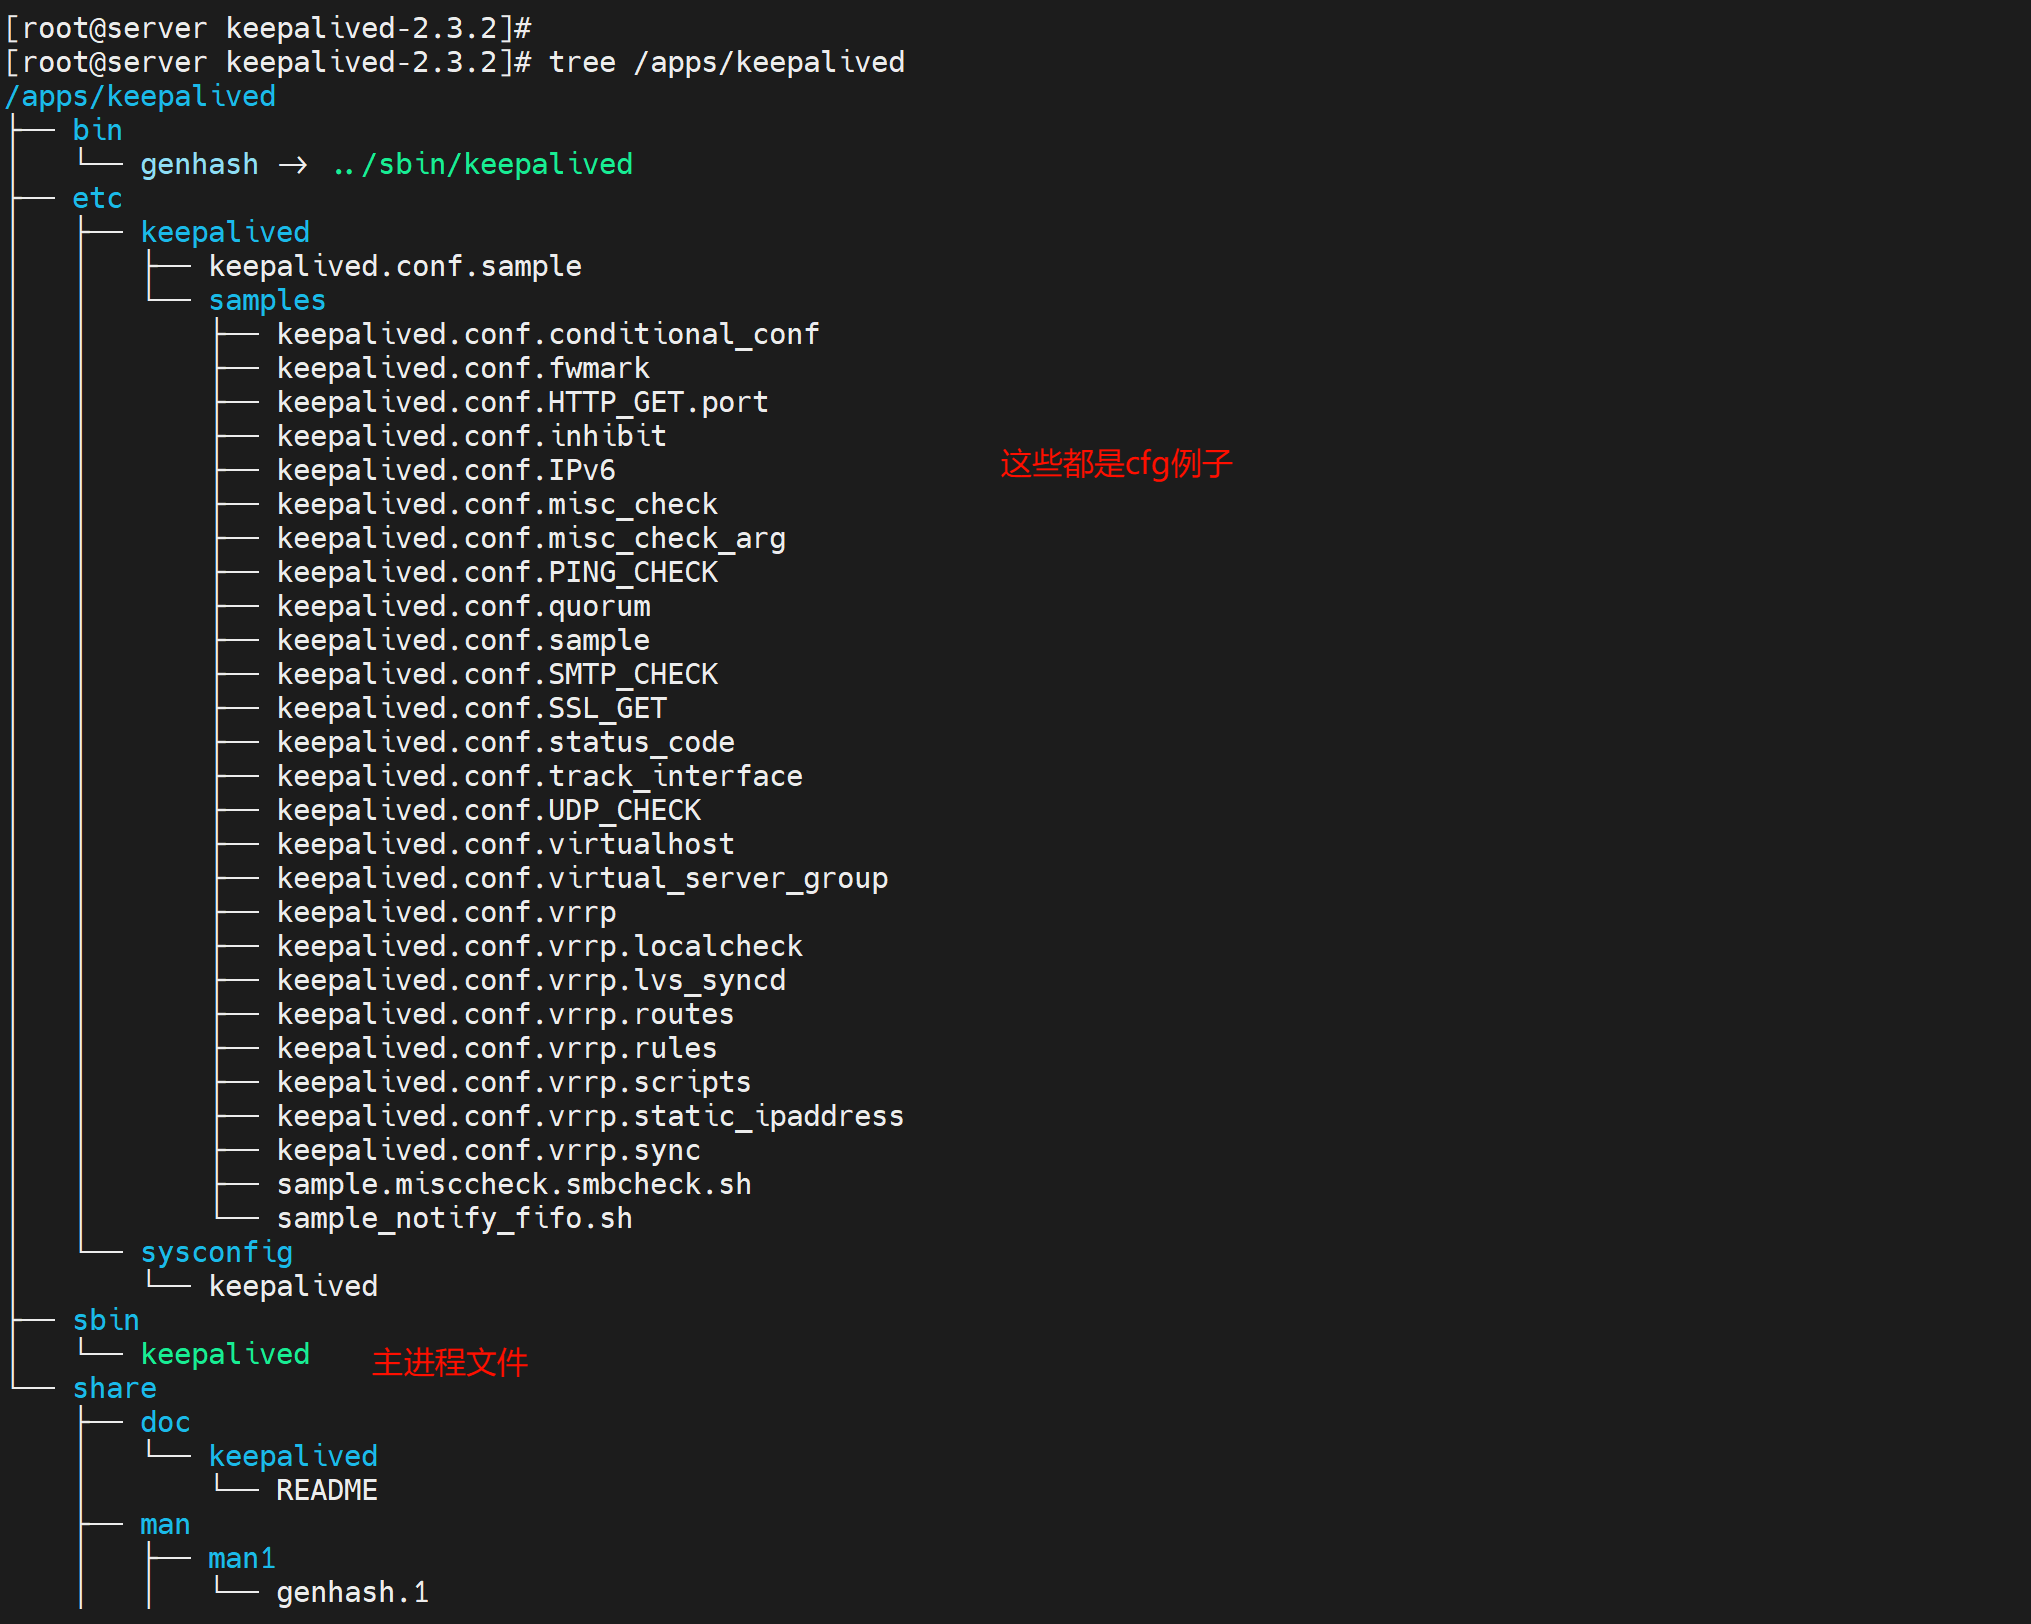 [root@server keepalived-2.3.2]#
[root@server keepalived-2.3.2]# tree /apps/keepalived
/apps/keepalived
├── bin
│   └── genhash -> ../sbin/keepalived
├── etc
│   ├── keepalived
│   │   ├── keepalived.conf.sample
│   │   └── samples
│   │       ├── keepalived.conf.conditional_conf
│   │       ├── keepalived.conf.fwmark
│   │       ├── keepalived.conf.HTTP_GET.port
│   │       ├── keepalived.conf.inhibit
│   │       ├── keepalived.conf.IPv6
这些都是cfg例子
│   │       ├── keepalived.conf.misc_check
│   │       ├── keepalived.conf.misc_check_arg
│   │       ├── keepalived.conf.PING_CHECK
│   │       ├── keepalived.conf.quorum
│   │       ├── keepalived.conf.sample
│   │       ├── keepalived.conf.SMTP_CHECK
│   │       ├── keepalived.conf.SSL_GET
│   │       ├── keepalived.conf.status_code
│   │       ├── keepalived.conf.track_interface
│   │       ├── keepalived.conf.UDP_CHECK
│   │       ├── keepalived.conf.virtualhost
│   │       ├── keepalived.conf.virtual_server_group
│   │       ├── keepalived.conf.vrrp
│   │       ├── keepalived.conf.vrrp.localcheck
│   │       ├── keepalived.conf.vrrp.lvs_syncd
│   │       ├── keepalived.conf.vrrp.routes
│   │       ├── keepalived.conf.vrrp.rules
│   │       ├── keepalived.conf.vrrp.scripts
│   │       ├── keepalived.conf.vrrp.static_ipaddress
│   │       ├── keepalived.conf.vrrp.sync
│   │       ├── sample.misccheck.smbcheck.sh
│   │       └── sample_notify_fifo.sh
│   └── sysconfig
│       └── keepalived
├── sbin
│   └── keepalived
主进程文件
└── share
    ├── doc
    │   └── keepalived
    │       └── README
    ├── man
    │   ├── man1
    │   │   └── genhash.1